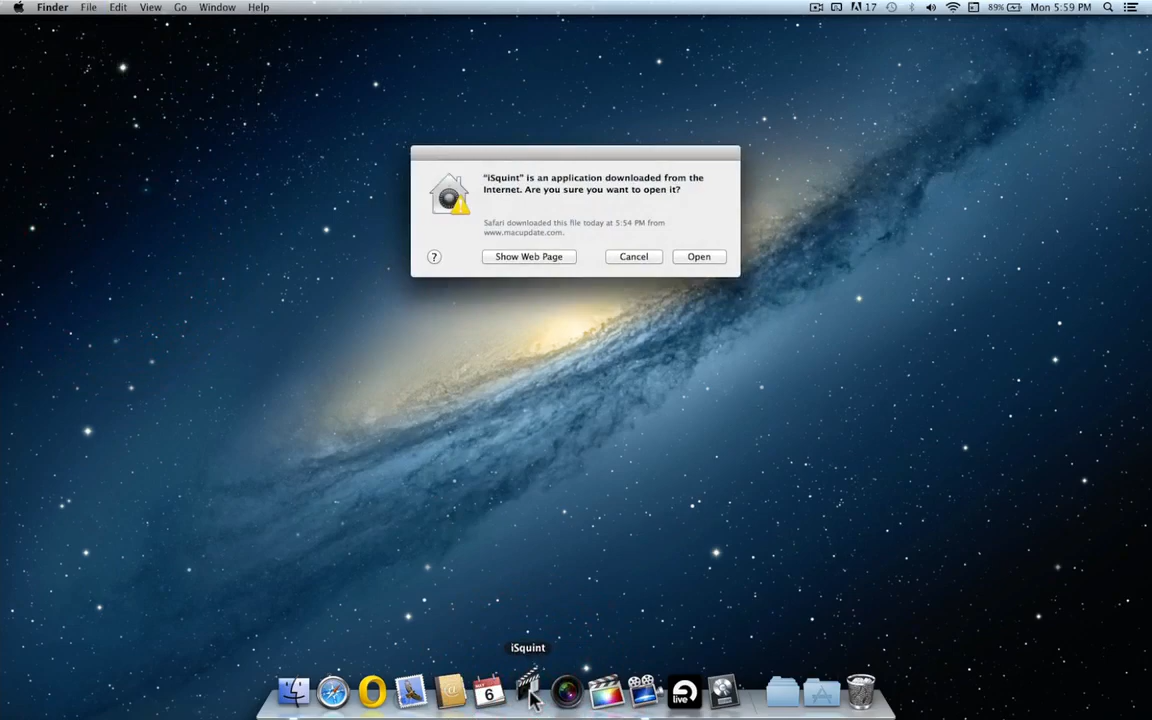 Finder File Edit View Go Window Help 17 89% Mon 5:59 PM
“iSquint” is an application downloaded from the
Internet. Are you sure you want to open it?
Safari downloaded this file today at 5:54 PM from
www.macupdate.com.
? Show Web Page Cancel Open
iSquint
6
live